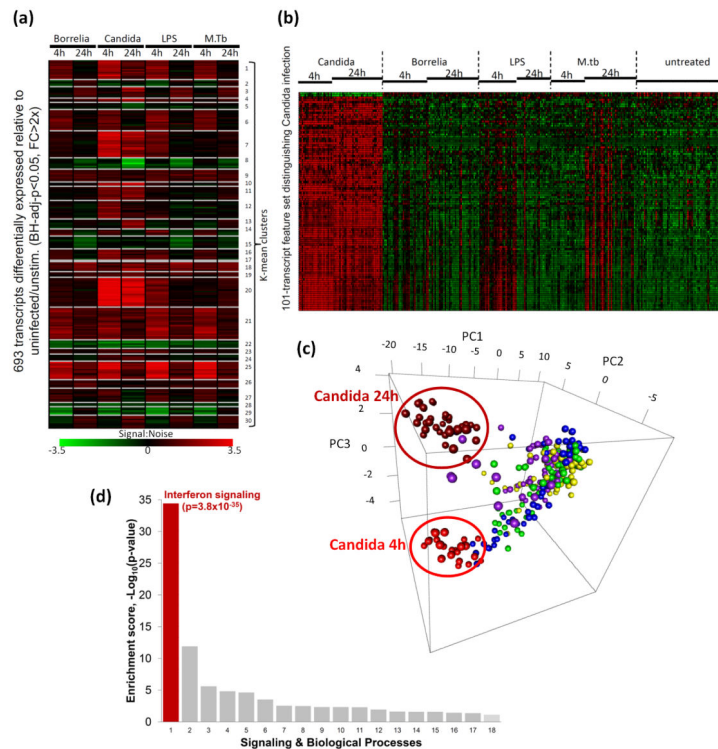 (a)
Borrelia Candida LPS M.Tb
4h 24h 4h 24h 4h 24h 4h 24h
693 transcripts differentially expressed relative to
uninfected/unstim. (BH-adj-p<0.05, FC>2x)
1
2
3
4
5
6
7
8
9
10
11
12
13
14
15
16
17
18
19
20
21
22
23
24
25
26
27
28
29
30
K-mean clusters
Signal:Noise
-3.5 0 3.5
(b)
Candida Borrelia LPS M.tb untreated
4h 24h 4h 24h 4h 24h 4h 24h
101-transcript feature set distinguishing Candida infection
(c)
PC1
-20 -15 -10 -5 0 5 10
PC2
5 0 -5
PC3
4
2
0
-2
-4
Candida 24h
Candida 4h
(d)
Interferon signaling
(p=3.8x10⁻³⁵)
Enrichment score, -Log₁₀(p-value)
35
30
25
20
15
10
5
0
1 2 3 4 5 6 7 8 9 10 11 12 13 14 15 16 17 18
Signaling & Biological Processes